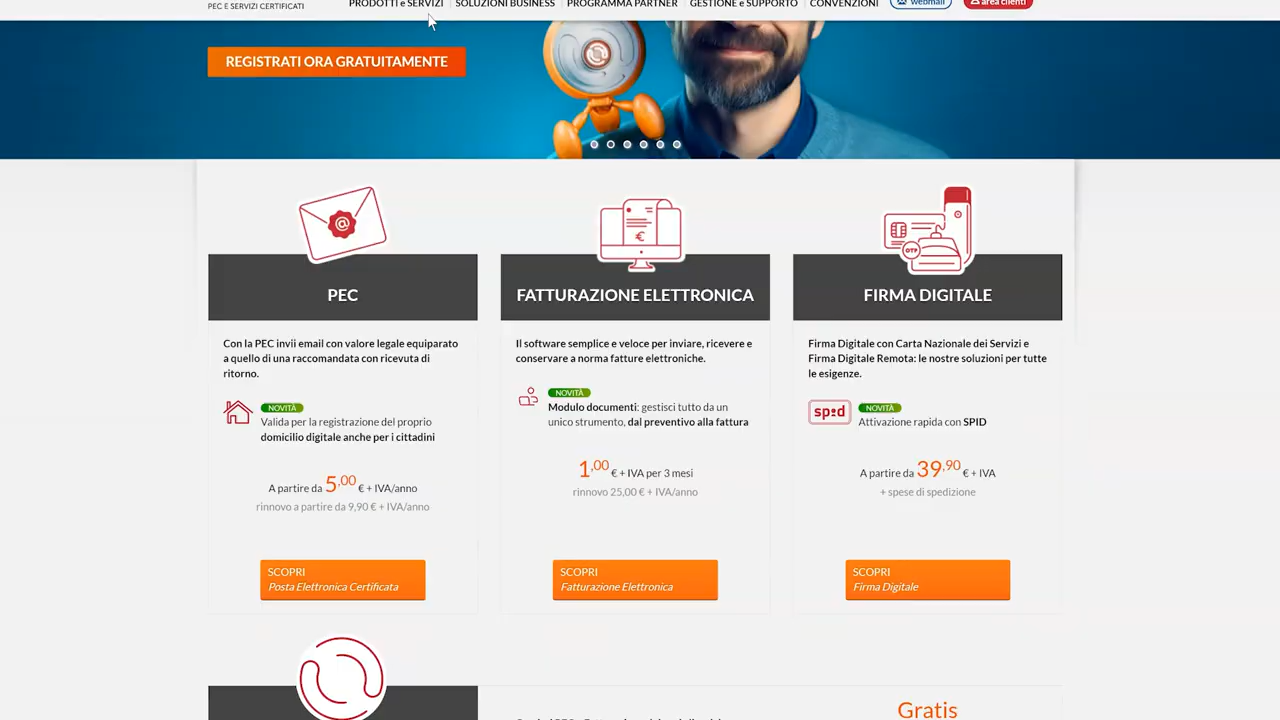 PEC E SERVIZI CERTIFICATI
PRODOTTI e SERVIZI
SOLUZIONI BUSINESS
PROGRAMMA PARTNER
GESTIONE e SUPPORTO
CONVENZIONI
webmail
area clienti
REGISTRATI ORA GRATUITAMENTE
PEC
Con la PEC invii email con valore legale equiparato
a quello di una raccomandata con ricevuta di
ritorno.
NOVITÀ
Valida per la registrazione del proprio
domicilio digitale anche per i cittadini
A partire da 5,00 € + IVA/anno
rinnovo a partire da 9,90 € + IVA/anno
SCOPRI
Posta Elettronica Certificata
FATTURAZIONE ELETTRONICA
Il software semplice e veloce per inviare, ricevere e
conservare a norma fatture elettroniche.
NOVITÀ
Modulo documenti: gestisci tutto da un
unico strumento, dal preventivo alla fattura
1,00 € + IVA per 3 mesi
rinnovo 25,00 € + IVA/anno
SCOPRI
Fatturazione Elettronica
OTP
FIRMA DIGITALE
Firma Digitale con Carta Nazionale dei Servizi e
Firma Digitale Remota: le nostre soluzioni per tutte
le esigenze.
spid
NOVITÀ
Attivazione rapida con SPID
A partire da 39,90 € + IVA
+ spese di spedizione
SCOPRI
Firma Digitale
Gratis